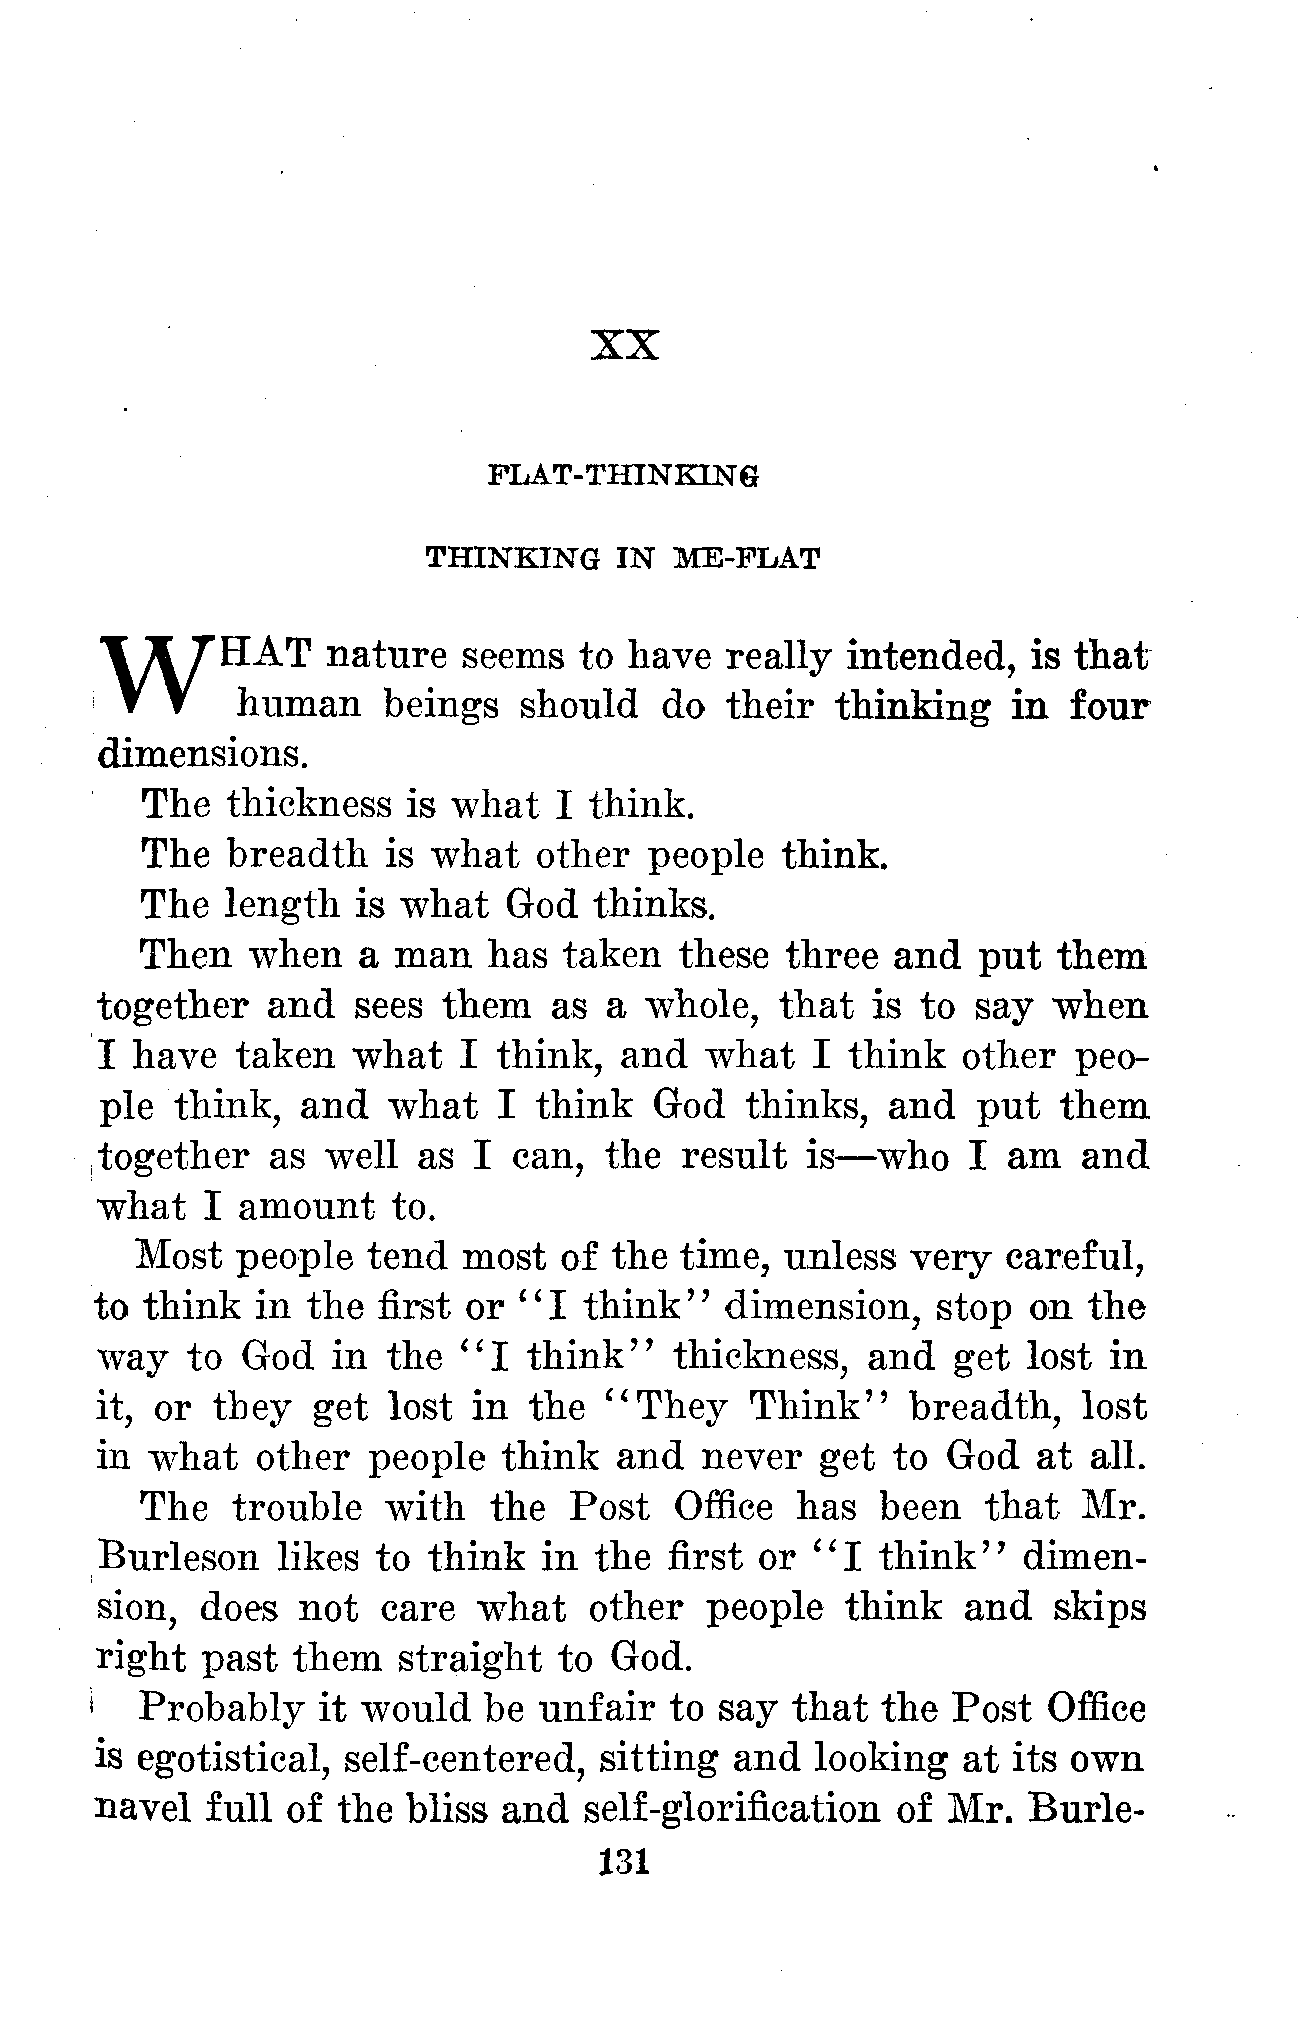 XX
FLAT-THINKING
THINKING IN ME-FLAT
WHAT nature seems to have really intended, is that
human beings should do their thinking in four
dimensions.
The thickness is what I think.
The breadth is what other people think.
The length is what God thinks.
Then when a man has taken these three and put them
together and sees them as a whole, that is to say when
I have taken what I think, and what I think other peo-
ple think, and what I think God thinks, and put them
together as well as I can, the result is—who I am and
what I amount to.
Most people tend most of the time, unless very careful,
to think in the first or "I think" dimension, stop on the
way to God in the "I think" thickness, and get lost in
it, or they get lost in the "They Think" breadth, lost
in what other people think and never get to God at all.
The trouble with the Post Office has been that Mr.
Burleson likes to think in the first or "I think" dimen-
sion, does not care what other people think and skips
right past them straight to God.
Probably it would be unfair to say that the Post Office
is egotistical, self-centered, sitting and looking at its own
navel full of the bliss and self-glorification of Mr. Burle-
131